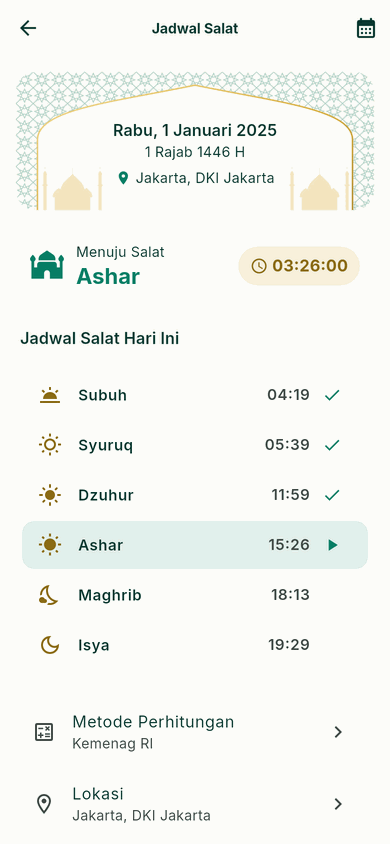 Jadwal Salat
Rabu, 1 Januari 2025
1 Rajab 1446 H
Jakarta, DKI Jakarta
Menuju Salat
Ashar
03:26:00
Jadwal Salat Hari Ini
Subuh 04:19
Syuruq 05:39
Dzuhur 11:59
Ashar 15:26
Maghrib 18:13
Isya 19:29
Metode Perhitungan
Kemenag RI
Lokasi
Jakarta, DKI Jakarta